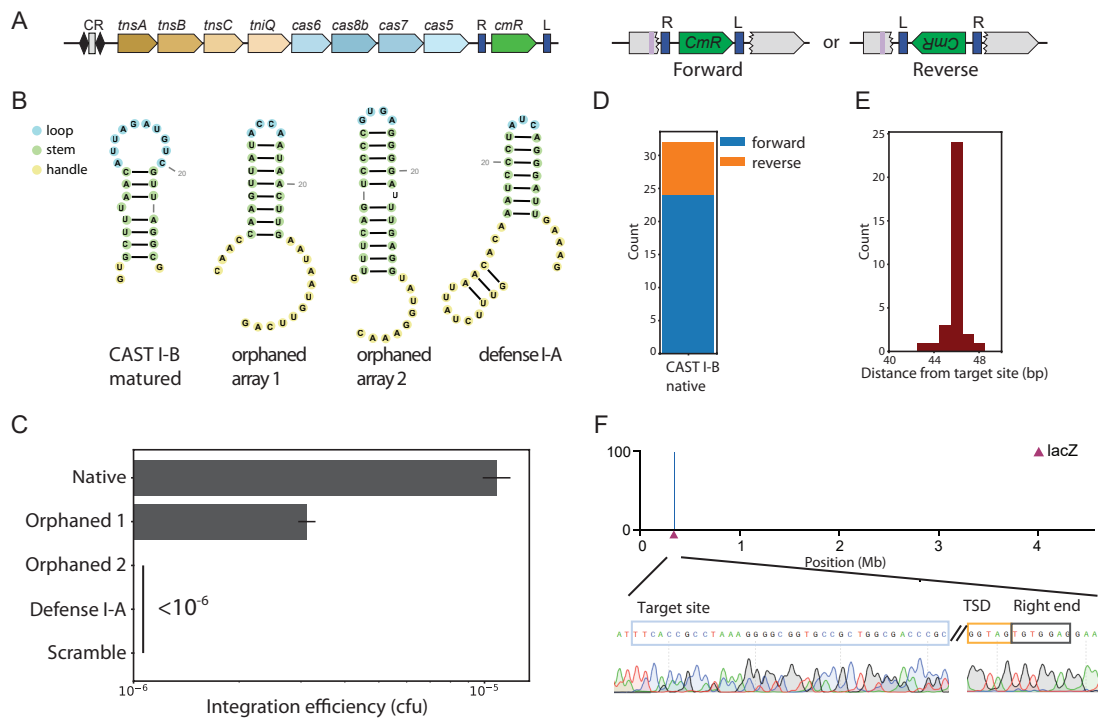 A
CR tnsA tnsB tnsC tniQ cas6 cas8b cas7 cas5 R cmR L
R L
CmR
Forward
or
L R
CmR
Reverse
B
loop
stem
handle
20
CAST I-B
matured
20
orphaned
array 1
20
orphaned
array 2
20
defense I-A
C
Native
Orphaned 1
Orphaned 2
Defense I-A
Scramble
<10-6
10-6 10-5
Integration efficiency (cfu)
D
forward
reverse
Count
30
25
20
15
10
5
0
CAST I-B
native
E
Count
25
20
15
10
5
0
40 44 48
Distance from target site (bp)
F
100
0
lacZ
0 1 2 3 4
Position (Mb)
Target site
TSD Right end
ATTTCACCGCCTAAAGGGGCGGTGCCGCTGGCGACCCGC // GGTAGTGTGGAGGAA